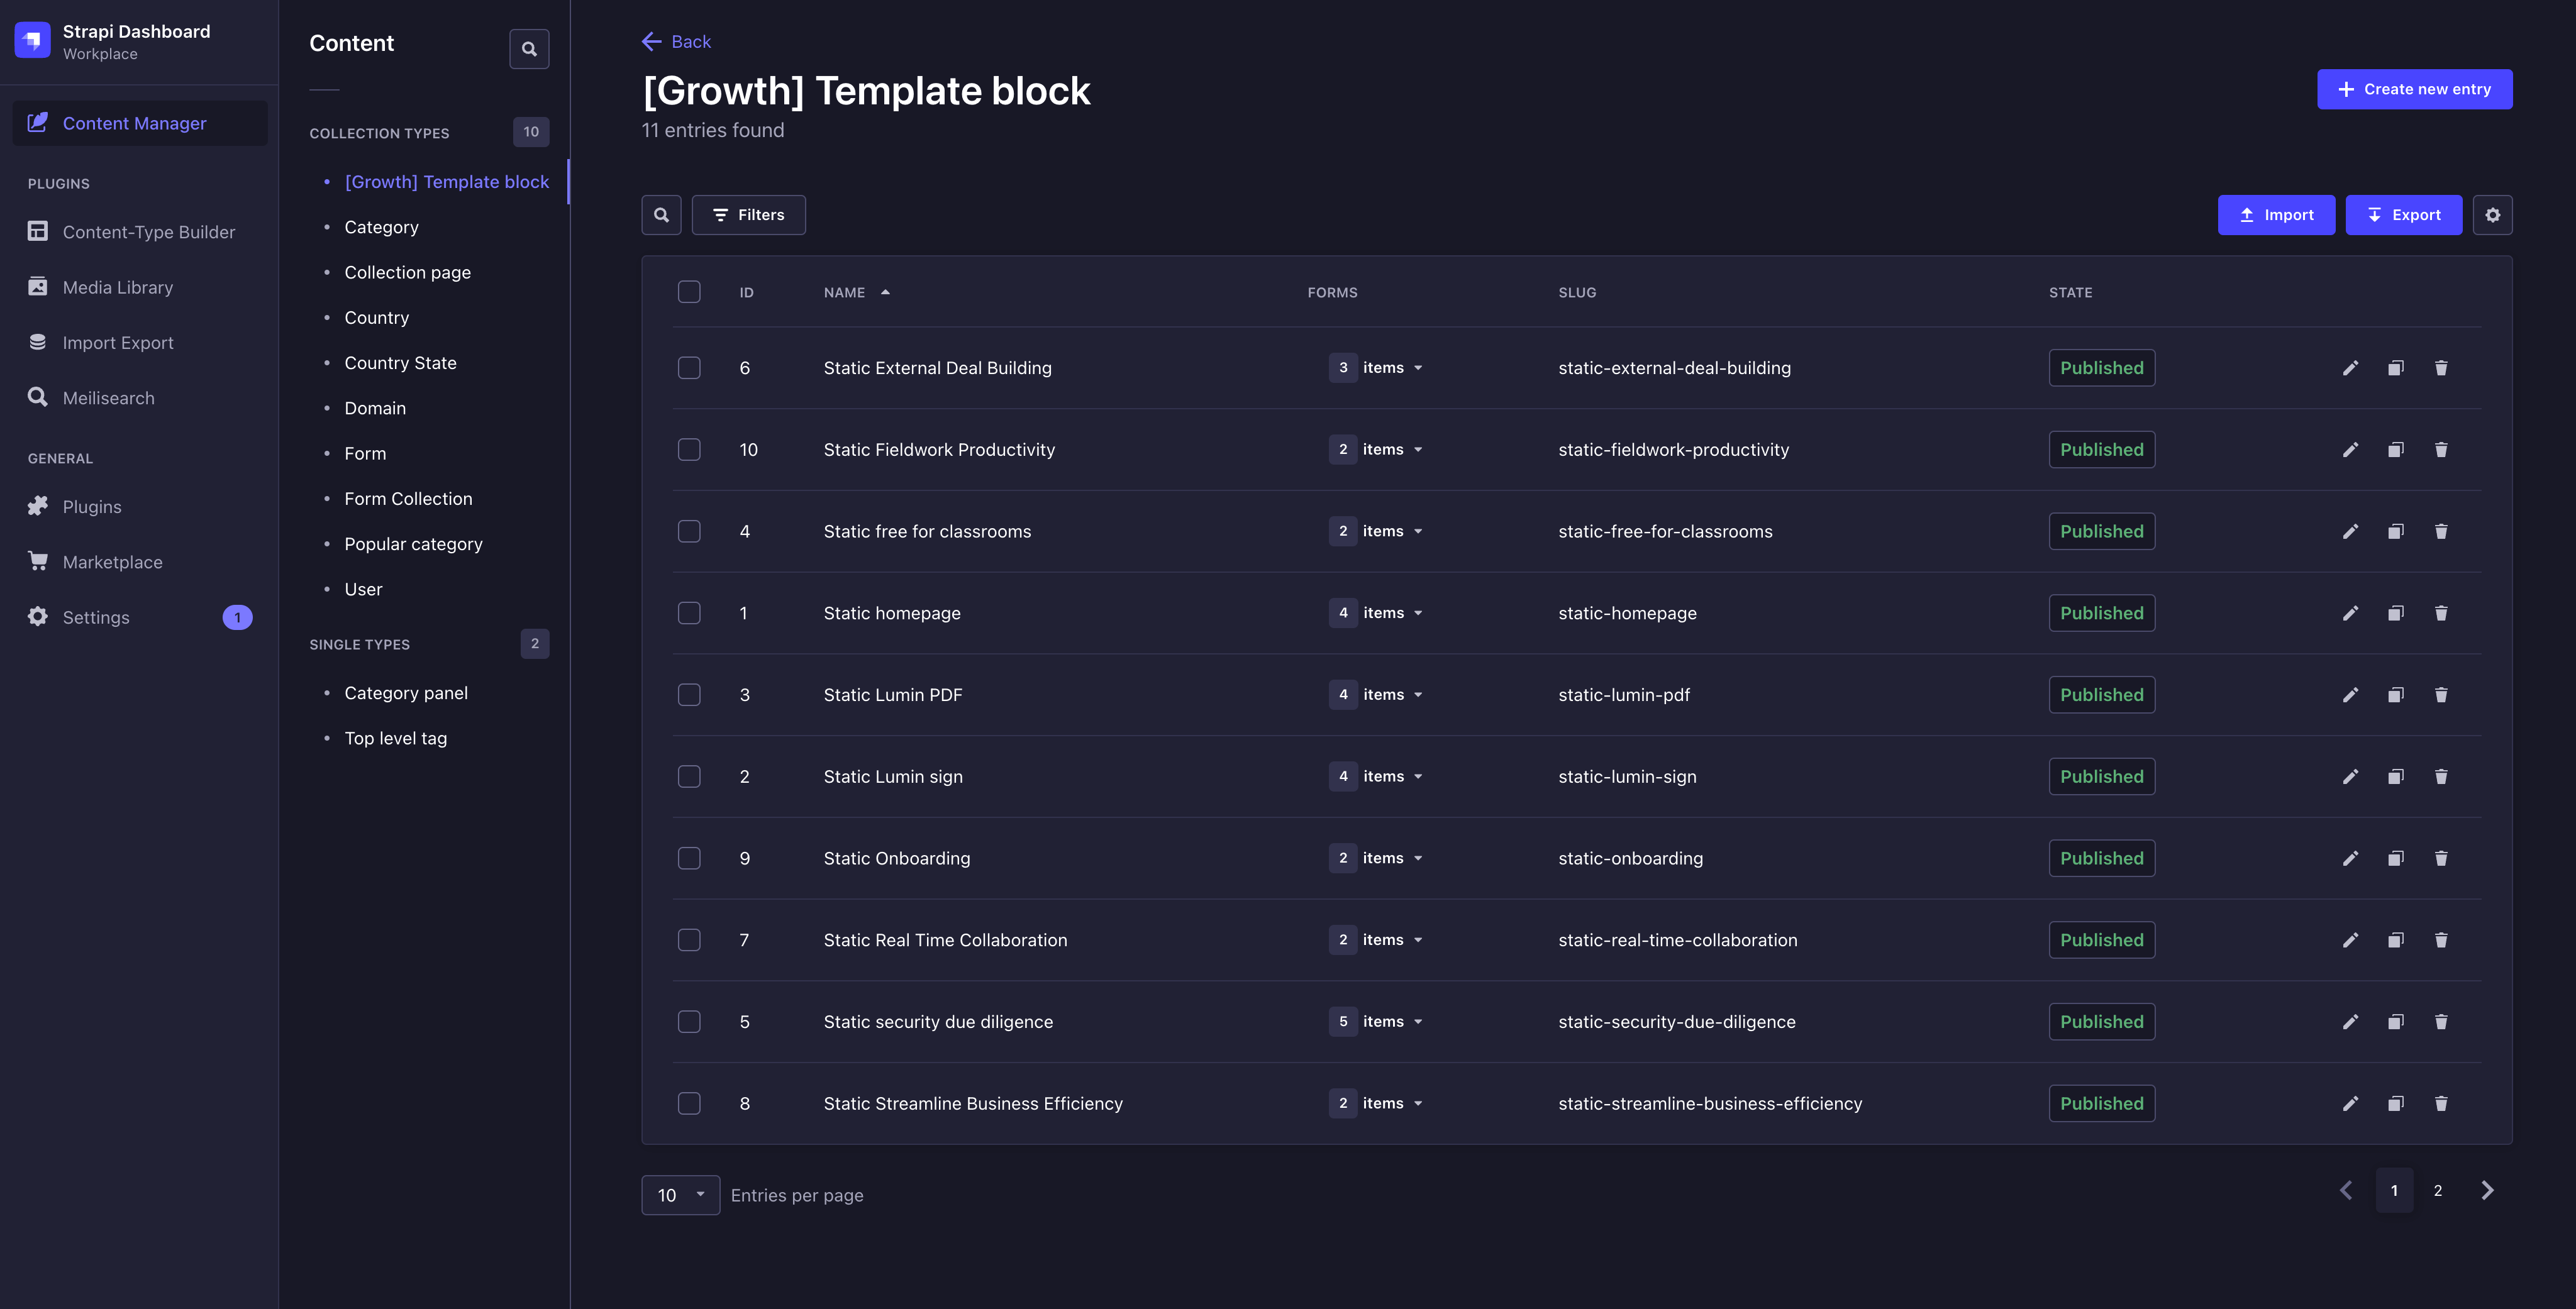 Strapi Dashboard
Workplace
Content Manager
PLUGINS
Content-Type Builder
Media Library
Import Export
Meilisearch
GENERAL
Plugins
Marketplace
Settings 1
Content
COLLECTION TYPES 10
[Growth] Template block
Category
Collection page
Country
Country State
Domain
Form
Form Collection
Popular category
User
SINGLE TYPES 2
Category panel
Top level tag
Back
[Growth] Template block
11 entries found
Create new entry
Filters
Import
Export
ID NAME FORMS SLUG STATE
6 Static External Deal Building 3 items static-external-deal-building Published
10 Static Fieldwork Productivity 2 items static-fieldwork-productivity Published
4 Static free for classrooms 2 items static-free-for-classrooms Published
1 Static homepage 4 items static-homepage Published
3 Static Lumin PDF 4 items static-lumin-pdf Published
2 Static Lumin sign 4 items static-lumin-sign Published
9 Static Onboarding 2 items static-onboarding Published
7 Static Real Time Collaboration 2 items static-real-time-collaboration Published
5 Static security due diligence 5 items static-security-due-diligence Published
8 Static Streamline Business Efficiency 2 items static-streamline-business-efficiency Published
10 Entries per page
1 2